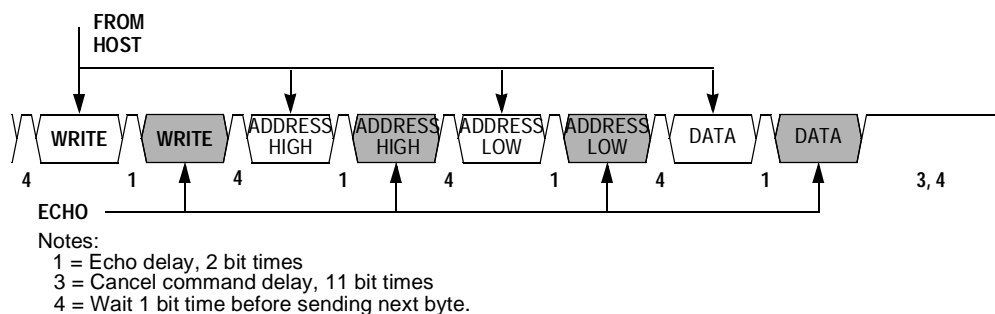 FROM
HOST
WRITE WRITE ADDRESS HIGH ADDRESS HIGH ADDRESS LOW ADDRESS LOW DATA DATA
4 1 4 1 4 1 4 1 3, 4
ECHO
Notes:
1 = Echo delay, 2 bit times
3 = Cancel command delay, 11 bit times
4 = Wait 1 bit time before sending next byte.